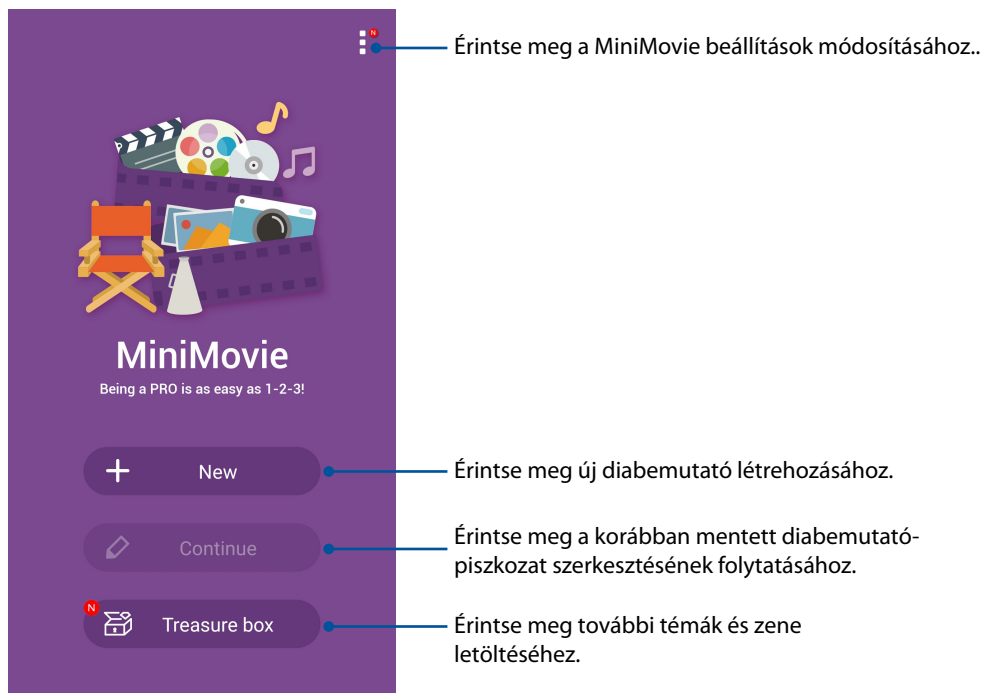 N
Érintse meg a MiniMovie beállítások módosításához..
MiniMovie
Being a PRO is as easy as 1-2-3!
New
Érintse meg új diabemutató létrehozásához.
Continue
Érintse meg a korábban mentett diabemutató-
piszkozat szerkesztésének folytatásához.
N
Treasure box
Érintse meg további témák és zene
letöltéséhez.